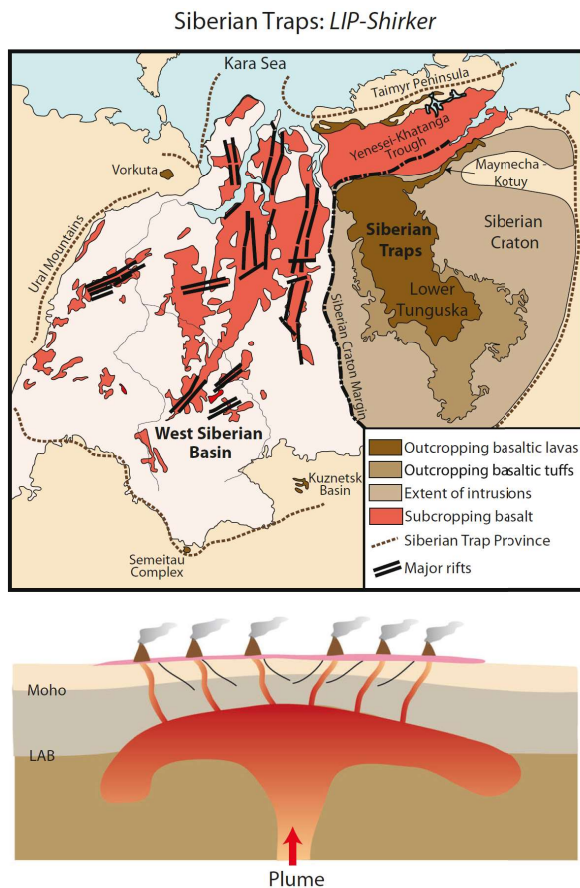 Siberian Traps: LIP-Shirker
Kara Sea
Taimyr Peninsula
Yenesei-Khatanga
Trough
Vorkuta
Maynecha -
Kotuy
Ural Mountains
Siberian
Craton
Siberian
Traps
Lower
Tunguska
Siberian Craton Margin
West Siberian
Basin
Kuznetsk
Basin
Semeitau
Complex
Outcropping basaltic lavas
Outcropping basaltic tuffs
Extent of intrusions
Subcropping basalt
Siberian Trap Province
Major rifts
Moho
LAB
Plume